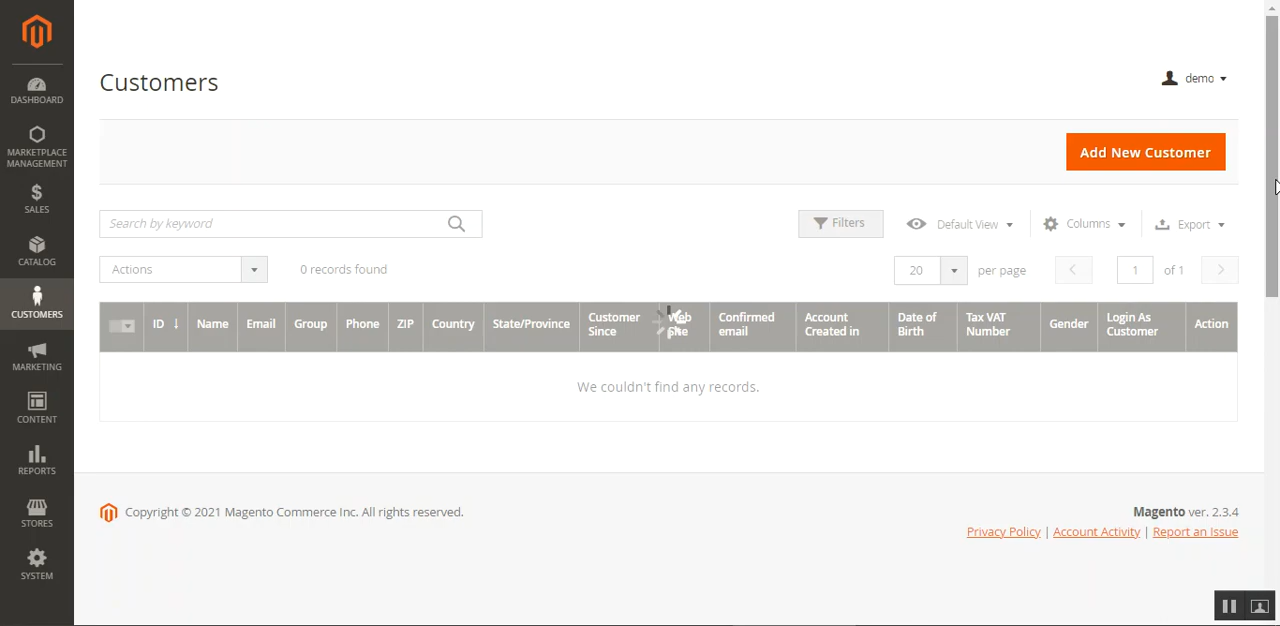 Customers
demo
Add New Customer
DASHBOARD
MARKETPLACE
MANAGEMENT
SALES
CATALOG
CUSTOMERS
MARKETING
CONTENT
REPORTS
STORES
SYSTEM
Search by keyword
Filters
Default View
Columns
Export
Actions
0 records found
20
per page
1
of 1
ID ↓
Name
Email
Group
Phone
ZIP
Country
State/Province
Customer
Since
Web
Site
Confirmed
email
Account
Created in
Date of
Birth
Tax VAT
Number
Gender
Login As
Customer
Action
We couldn't find any records.
Copyright © 2021 Magento Commerce Inc. All rights reserved.
Magento ver. 2.3.4
Privacy Policy | Account Activity | Report an Issue